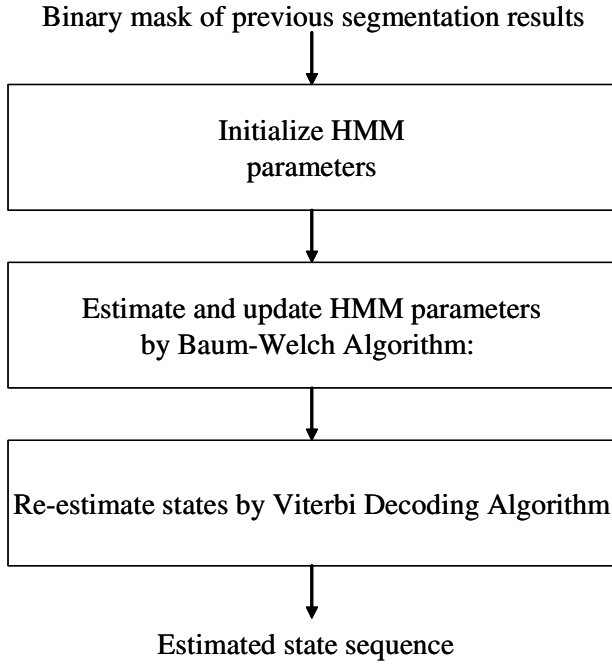 Binary mask of previous segmentation results
Initialize HMM
parameters
Estimate and update HMM parameters
by Baum-Welch Algorithm:
Re-estimate states by Viterbi Decoding Algorithm
Estimated state sequence